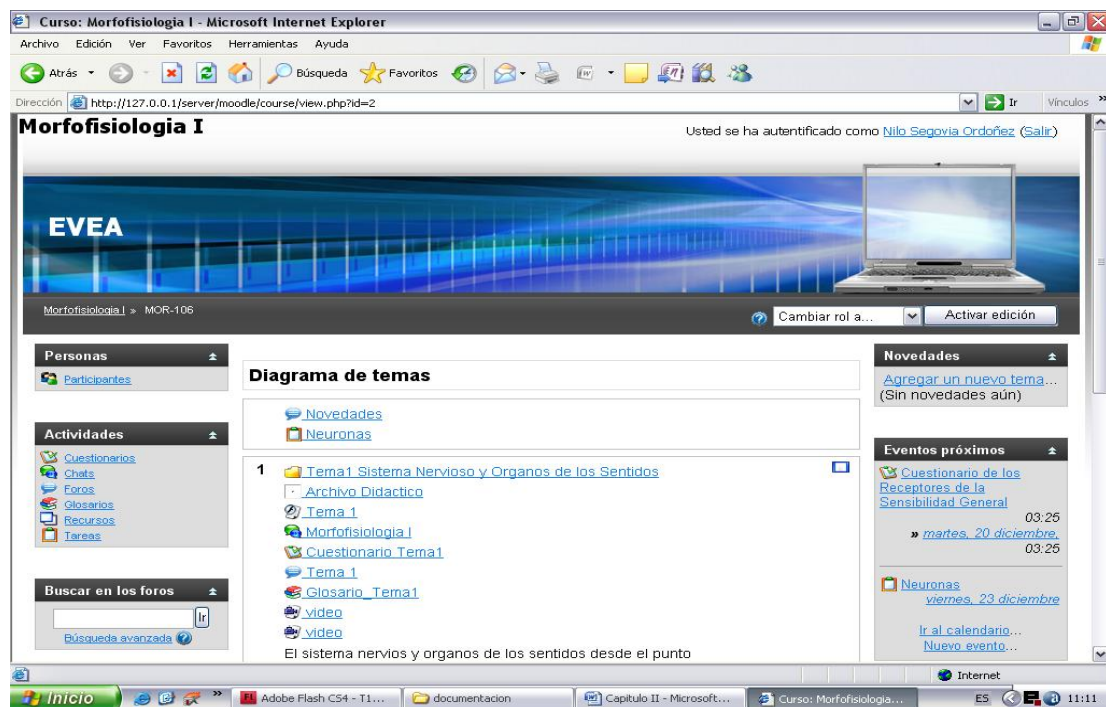 Curso: Morfofisiologia I - Microsoft Internet Explorer
Archivo Edición Ver Favoritos Herramientas Ayuda
Atrás Búsqueda Favoritos
Dirección http://127.0.0.1/server/moodle/course/view.php?id=2 Ir Vínculos »
Morfofisiologia I
Usted se ha autentificado como Nilo Segovia Ordoñez (Salir)
EVEA
Morfofisiologia I » MOR-106
Cambiar rol a... Activar edición
Personas
Participantes
Actividades
Cuestionarios
Chats
Foros
Glosarios
Recursos
Tareas
Buscar en los foros
Ir
Búsqueda avanzada
Diagrama de temas
Novedades
Neuronas
1 Tema1 Sistema Nervioso y Organos de los Sentidos
Archivo Didactico
Tema 1
Morfofisiologia I
Cuestionario Tema1
Tema 1
Glosario_Tema1
video
video
El sistema nervios y organos de los sentidos desde el punto
Novedades
Agregar un nuevo tema...
(Sin novedades aún)
Eventos próximos
Cuestionario de los
Receptores de la
Sensibilidad General
03:25
» martes, 20 diciembre,
03:25
Neuronas
viernes, 23 diciembre
Ir al calendario...
Nuevo evento...
Internet
Inicio » Adobe Flash CS4 - T1... documentacion Capitulo II - Microsoft... Curso: Morfofisiologia... ES 11:11